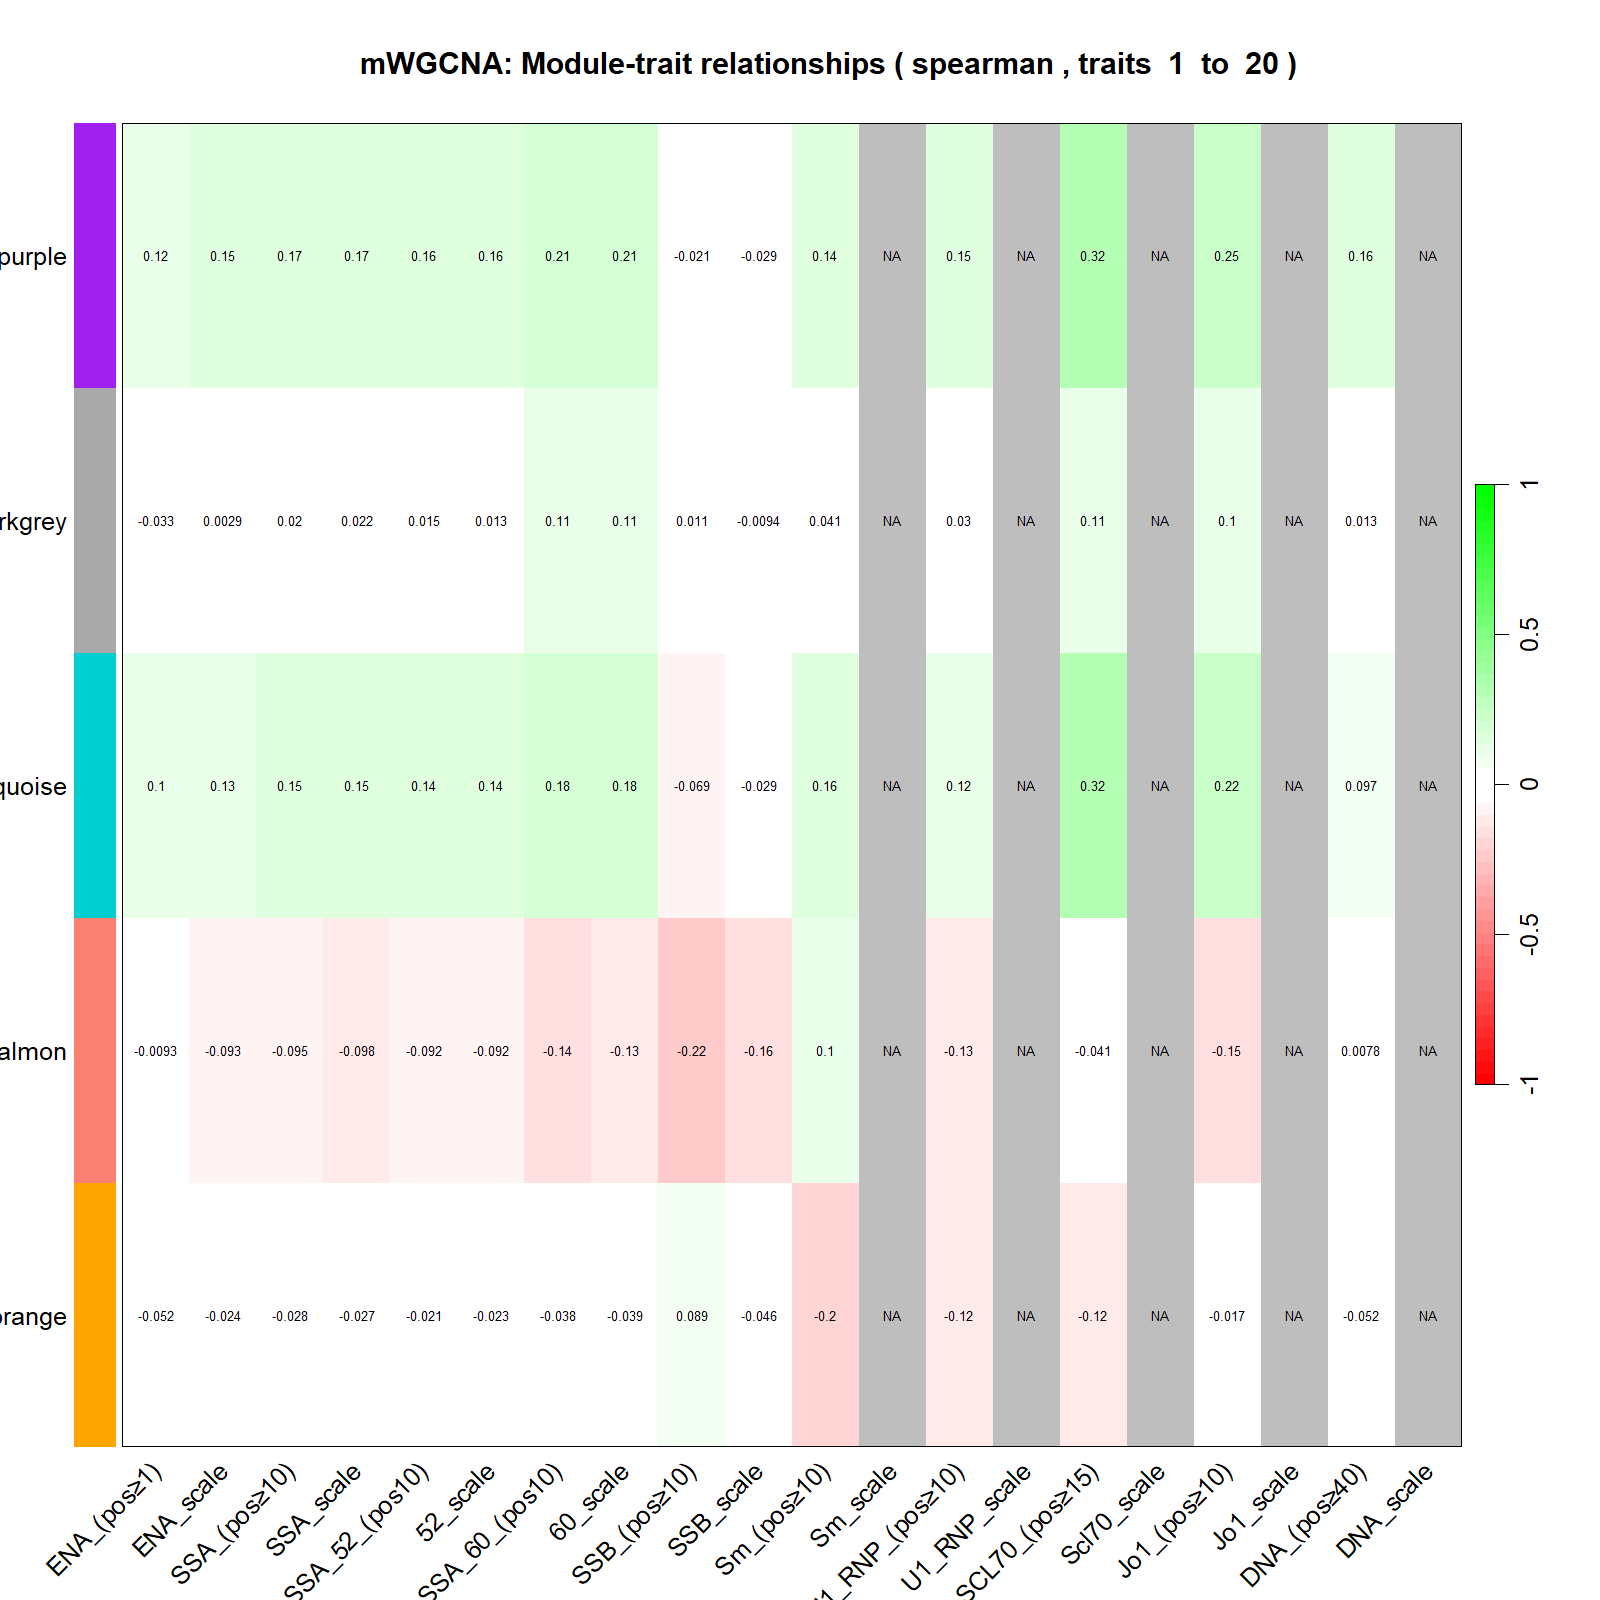 mWGCNA: Module-trait relationships ( spearman , traits 1 to 20 )
purple
0.12 0.15 0.17 0.17 0.16 0.16 0.21 0.21 -0.021 -0.029 0.14 NA 0.15 NA 0.32 NA 0.25 NA 0.16 NA
rkgrey
-0.033 0.0029 0.02 0.022 0.015 0.013 0.11 0.11 0.011 -0.0094 0.041 NA 0.03 NA 0.11 NA 0.1 NA 0.013 NA
quoise
0.1 0.13 0.15 0.15 0.14 0.14 0.18 0.18 -0.069 -0.029 0.16 NA 0.12 NA 0.32 NA 0.22 NA 0.097 NA
almon
-0.0093 -0.093 -0.095 -0.098 -0.092 -0.092 -0.14 -0.13 -0.22 -0.16 0.1 NA -0.13 NA -0.041 NA -0.15 NA 0.0078 NA
orange
-0.052 -0.024 -0.028 -0.027 -0.021 -0.023 -0.038 -0.039 0.089 -0.046 -0.2 NA -0.12 NA -0.12 NA -0.017 NA -0.052 NA
ENA_(pos≥1)
ENA_scale
SSA_(pos≥10)
SSA_scale
SSA_52_(pos10)
52_scale
SSA_60_(pos10)
60_scale
SSB_(pos≥10)
SSB_scale
Sm_(pos≥10)
Sm_scale
1_RNP_(pos≥10)
U1_RNP_scale
SCL70_(pos≥15)
Scl70_scale
Jo1_(pos≥10)
Jo1_scale
DNA_(pos≥40)
DNA_scale
1
0.5
0
-0.5
-1